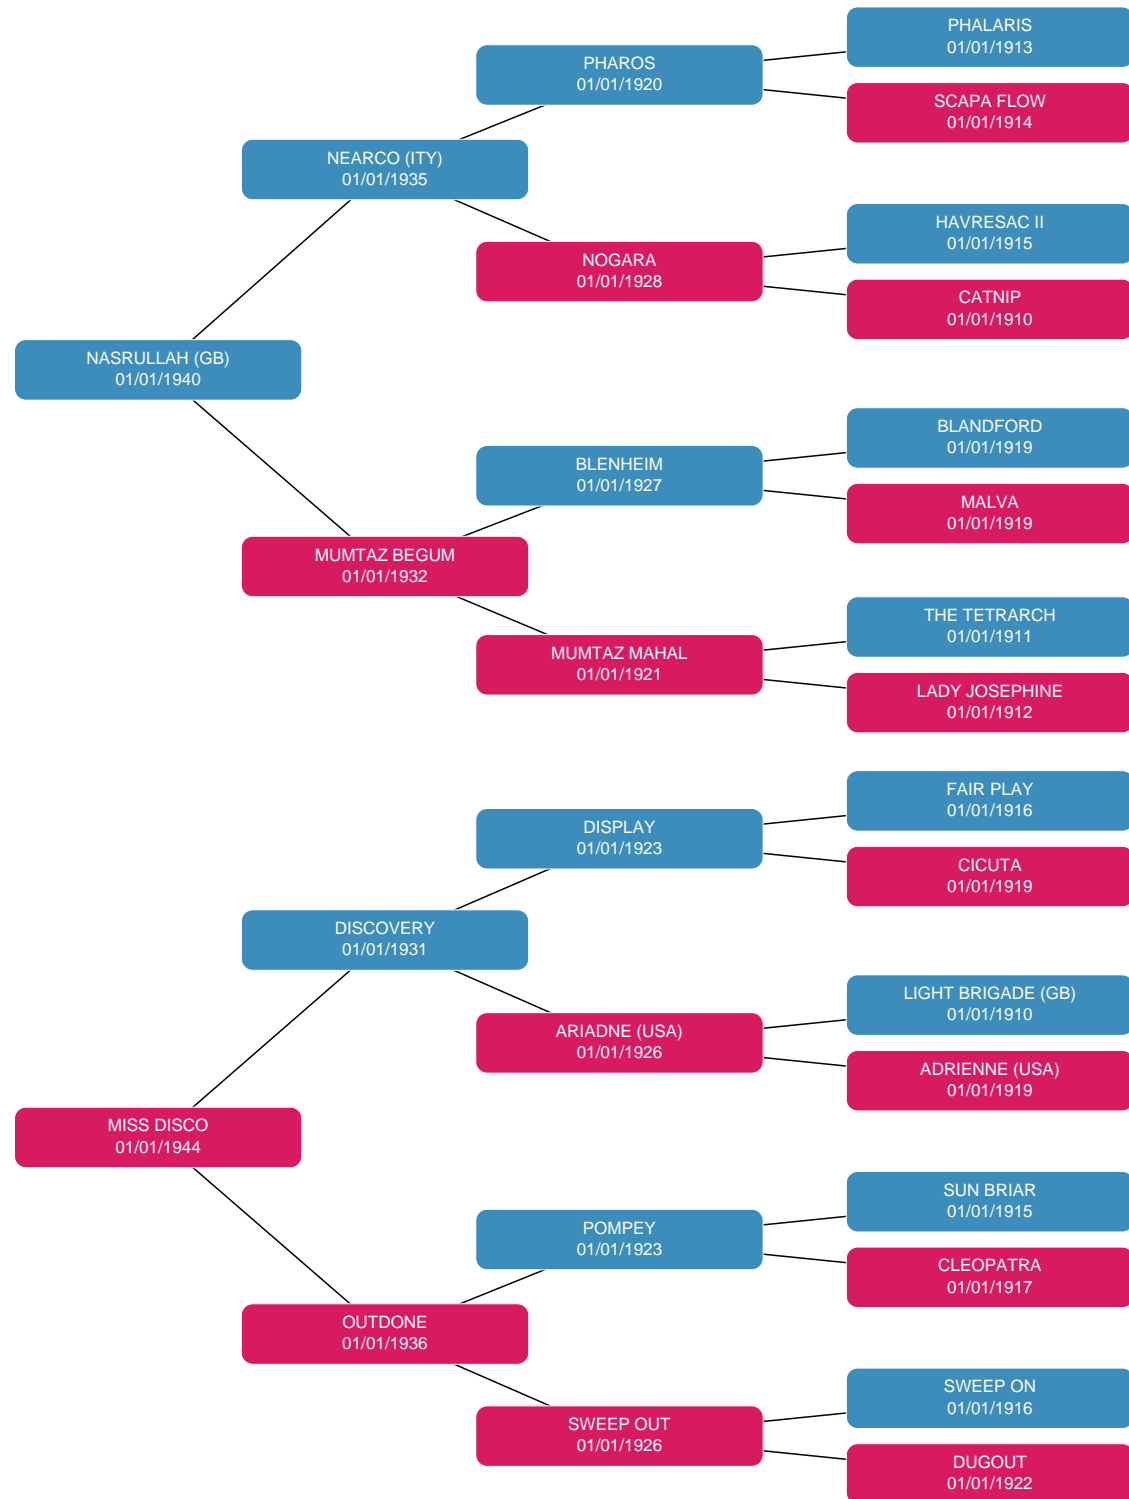 PHALARIS
01/01/1913
PHAROS
01/01/1920
SCAPA FLOW
01/01/1914
NEARCO (ITY)
01/01/1935
HAVRESAC II
01/01/1915
NOGARA
01/01/1928
CATNIP
01/01/1910
NASRULLAH (GB)
01/01/1940
BLANDFORD
01/01/1919
BLENHEIM
01/01/1927
MALVA
01/01/1919
MUMTAZ BEGUM
01/01/1932
THE TETRARCH
01/01/1911
MUMTAZ MAHAL
01/01/1921
LADY JOSEPHINE
01/01/1912
FAIR PLAY
01/01/1916
DISPLAY
01/01/1923
CICUTA
01/01/1919
DISCOVERY
01/01/1931
LIGHT BRIGADE (GB)
01/01/1910
ARIADNE (USA)
01/01/1926
ADRIENNE (USA)
01/01/1919
MISS DISCO
01/01/1944
SUN BRIAR
01/01/1915
POMPEY
01/01/1923
CLEOPATRA
01/01/1917
OUTDONE
01/01/1936
SWEEP ON
01/01/1916
SWEEP OUT
01/01/1926
DUGOUT
01/01/1922